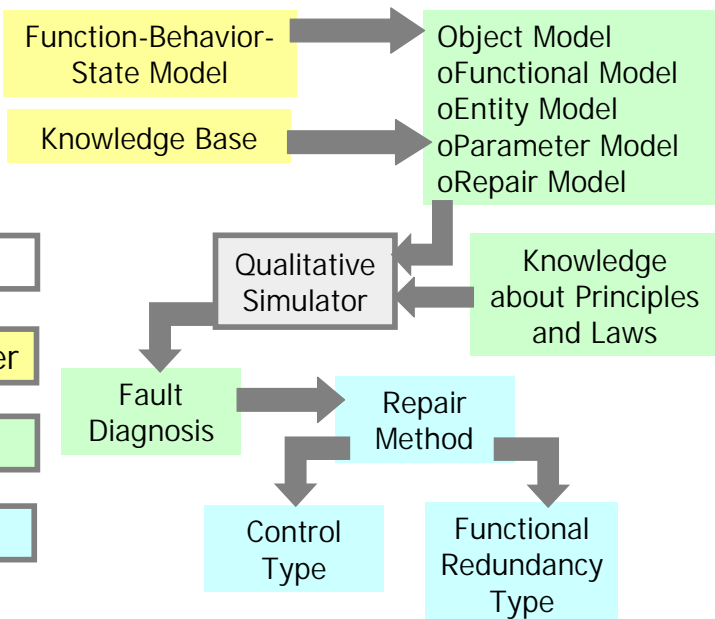 Function-Behavior-
State Model
Object Model
oFunctional Model
oEntity Model
oParameter Model
oRepair Model
Knowledge Base
Qualitative
Simulator
Knowledge
about Principles
and Laws
er
Fault
Diagnosis
Repair
Method
Control
Type
Functional
Redundancy
Type